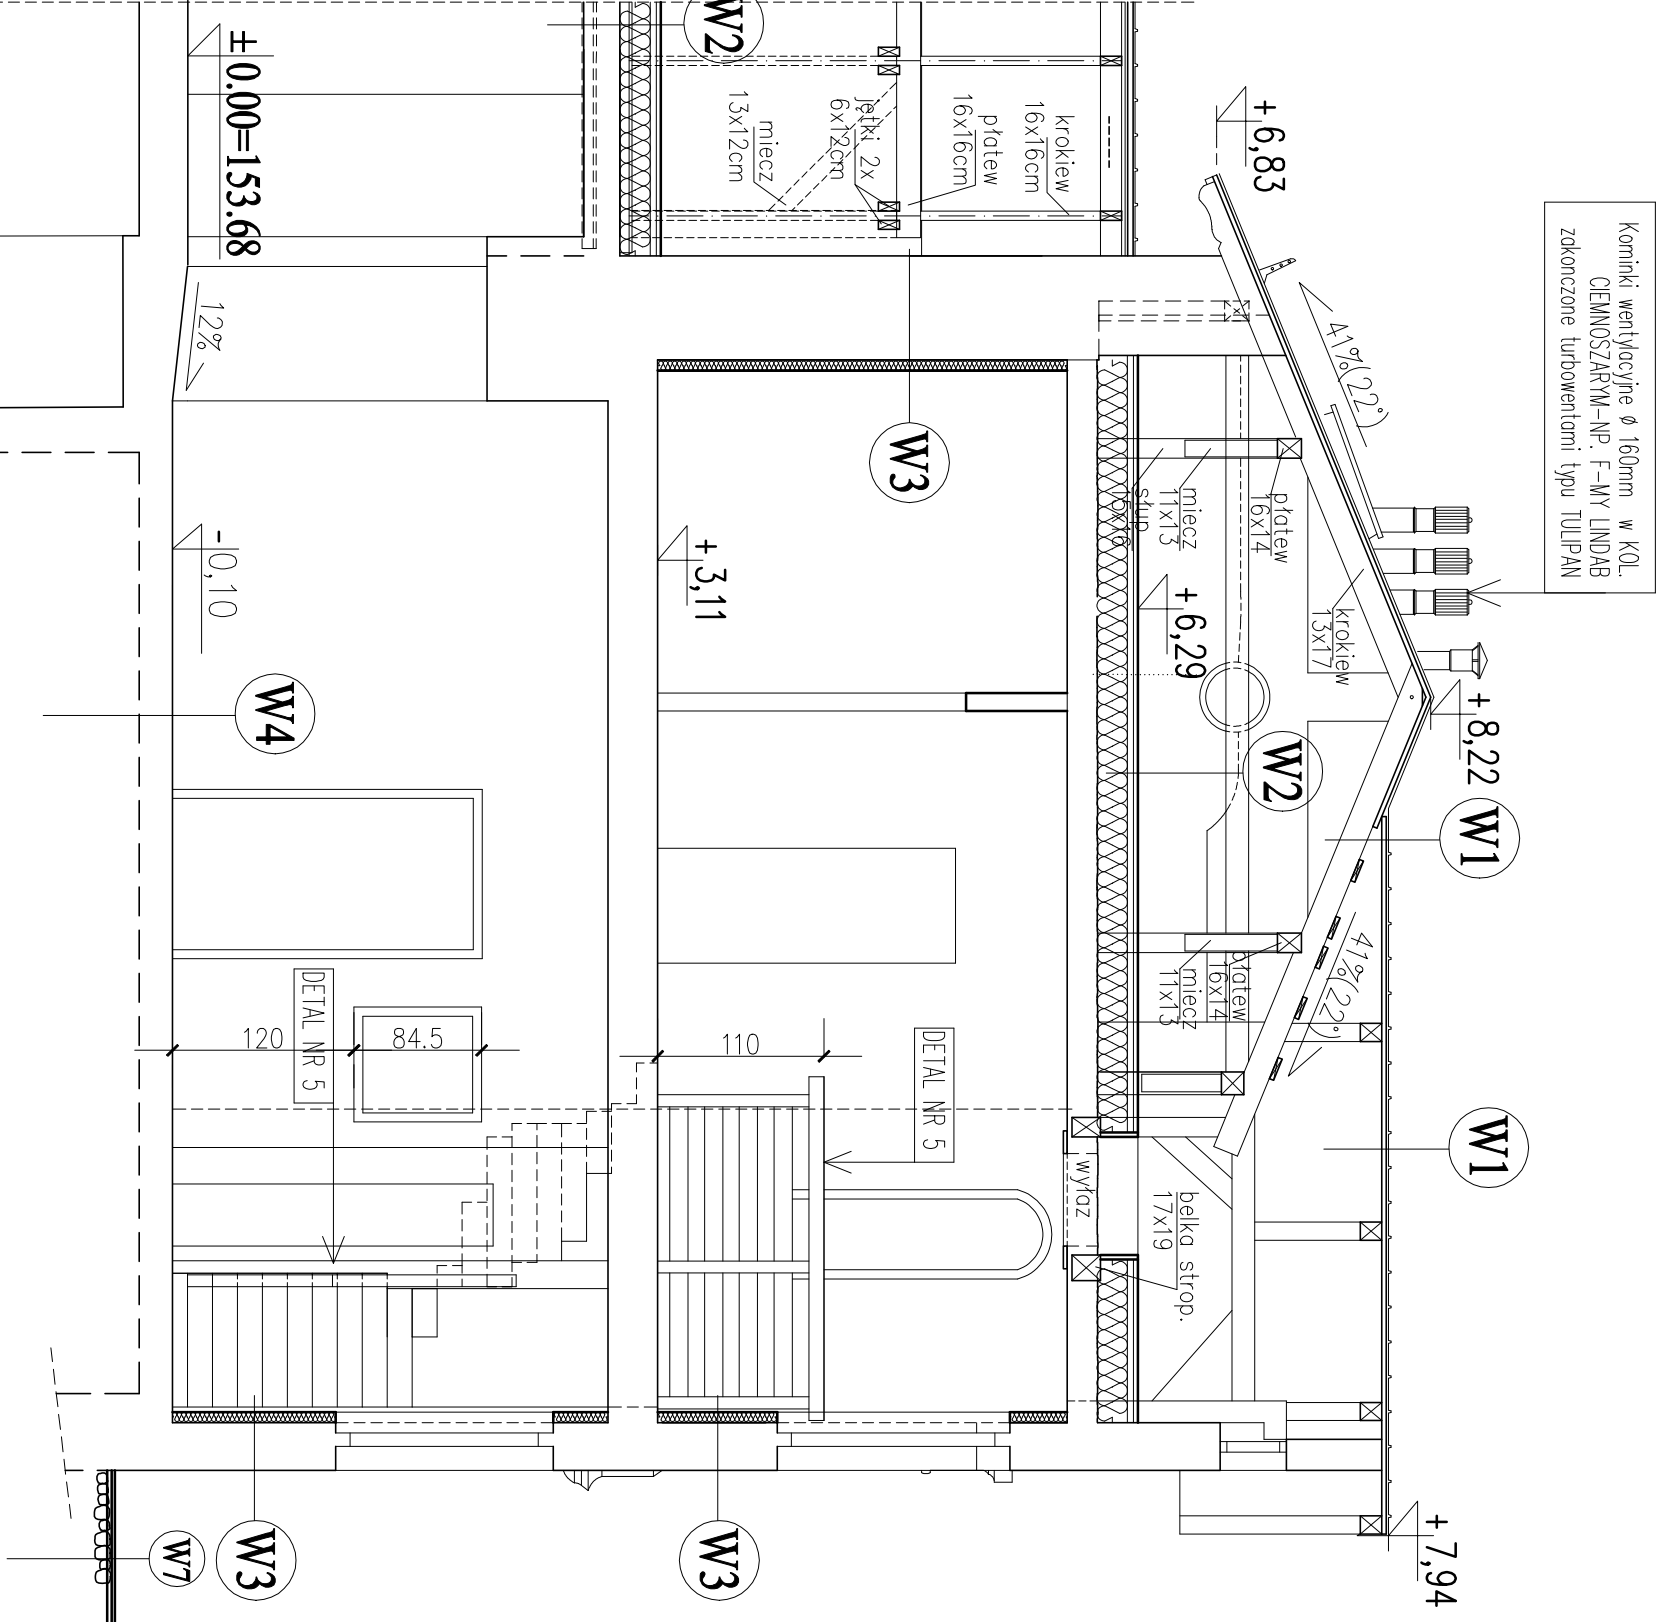 Kominki wentylacyjne ø 160mm w KOL.
CIEMNOSZARYM-NP. F-MY LINDAB
zakonczone turbowentami typu TULIPAN
+6,83
41%(22°)
+8,22
W1
41%(22°)
W1
+7,94
krokiew
16x16cm
płatew
16x16cm
jętki 2x
6x12cm
miecz
13x12cm
W2
płatew
16x14
miecz
11x13
słup
15x16
krokiew
13x17
+6,29
W2
płatew
16x14
miecz
11x13
wyłaz
belka strop.
17x19
W3
+3,11
110
DETAL NR 5
W3
±0.00=153.68
12%
-0,10
W4
120
84.5
DETAL NR 5
W3
W7